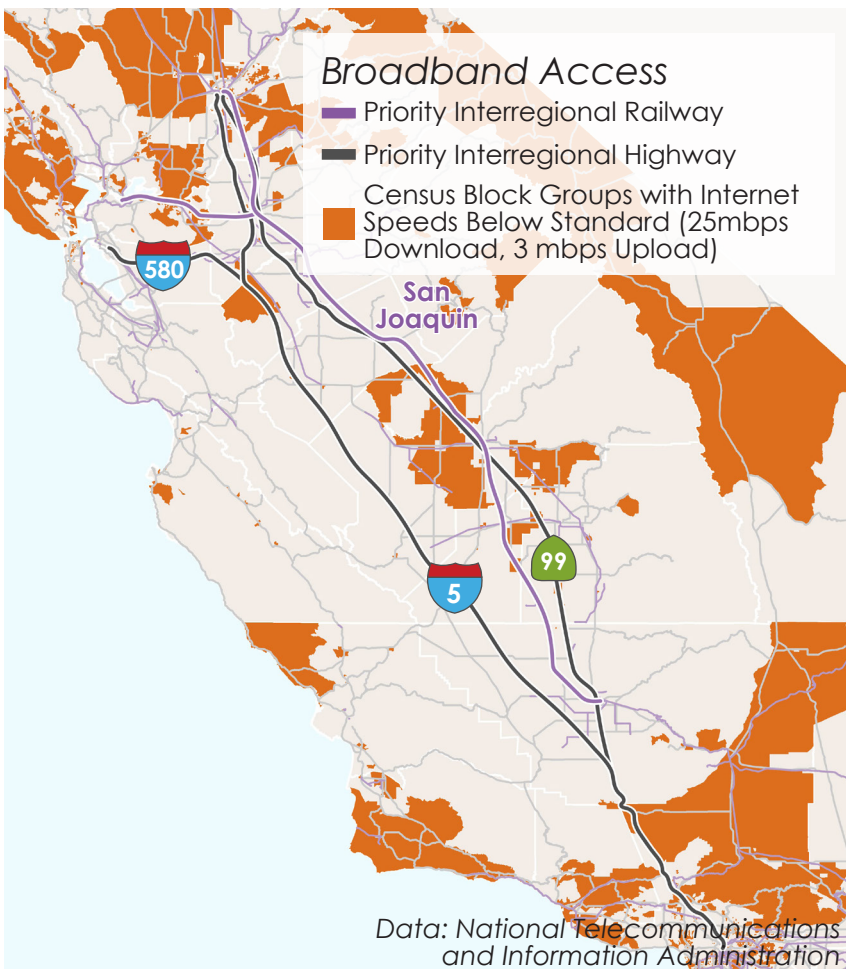 Broadband Access
Priority Interregional Railway
Priority Interregional Highway
Census Block Groups with Internet
Speeds Below Standard (25mbps
Download, 3 mbps Upload)
580
San
Joaquin
99
5
Data: National Telecommunications
and Information Administration